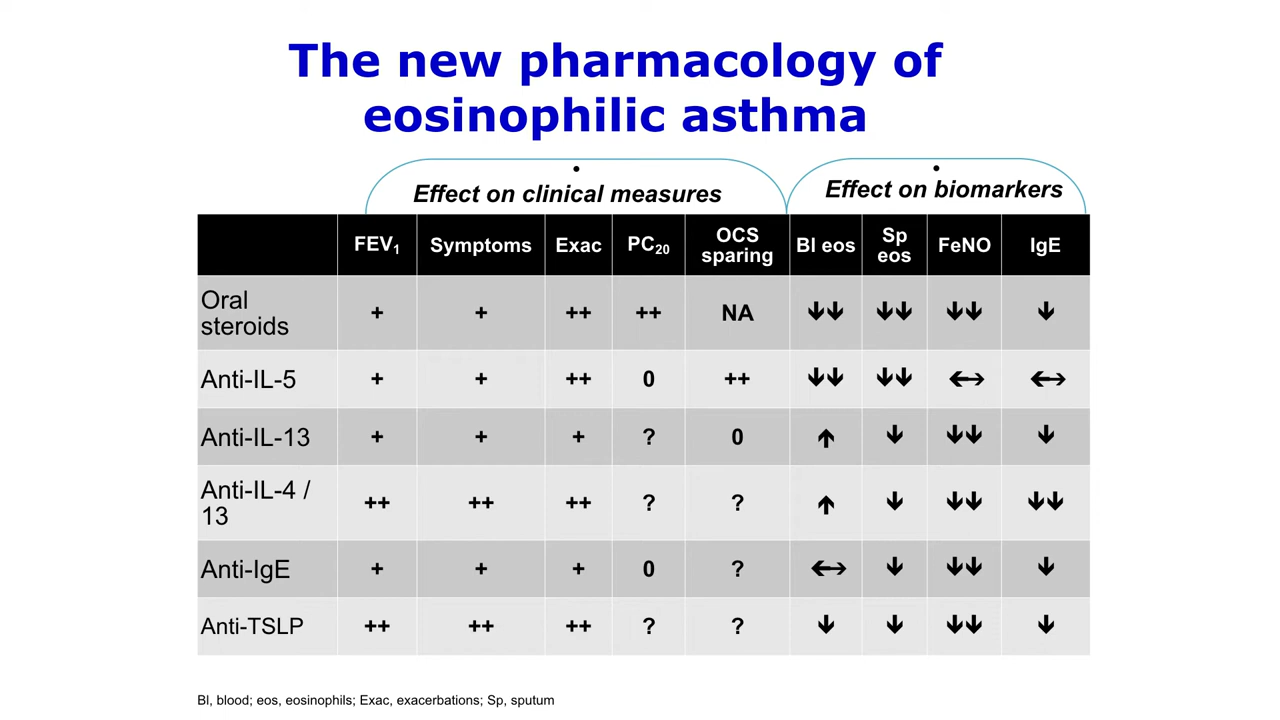 The new pharmacology of
eosinophilic asthma
• •
Effect on clinical measures Effect on biomarkers
FEV1 Symptoms Exac PC20 OCS sparing Bl eos Sp eos FeNO IgE
Oral steroids + + ++ ++ NA ↓↓ ↓↓ ↓↓ ↓
Anti-IL-5 + + ++ 0 ++ ↓↓ ↓↓ ↔ ↔
Anti-IL-13 + + + ? 0 ↑ ↓ ↓↓ ↓
Anti-IL-4 / 13 ++ ++ ++ ? ? ↑ ↓ ↓↓ ↓↓
Anti-IgE + + + 0 ? ↔ ↓ ↓↓ ↓
Anti-TSLP ++ ++ ++ ? ? ↓ ↓ ↓↓ ↓
Bl, blood; eos, eosinophils; Exac, exacerbations; Sp, sputum